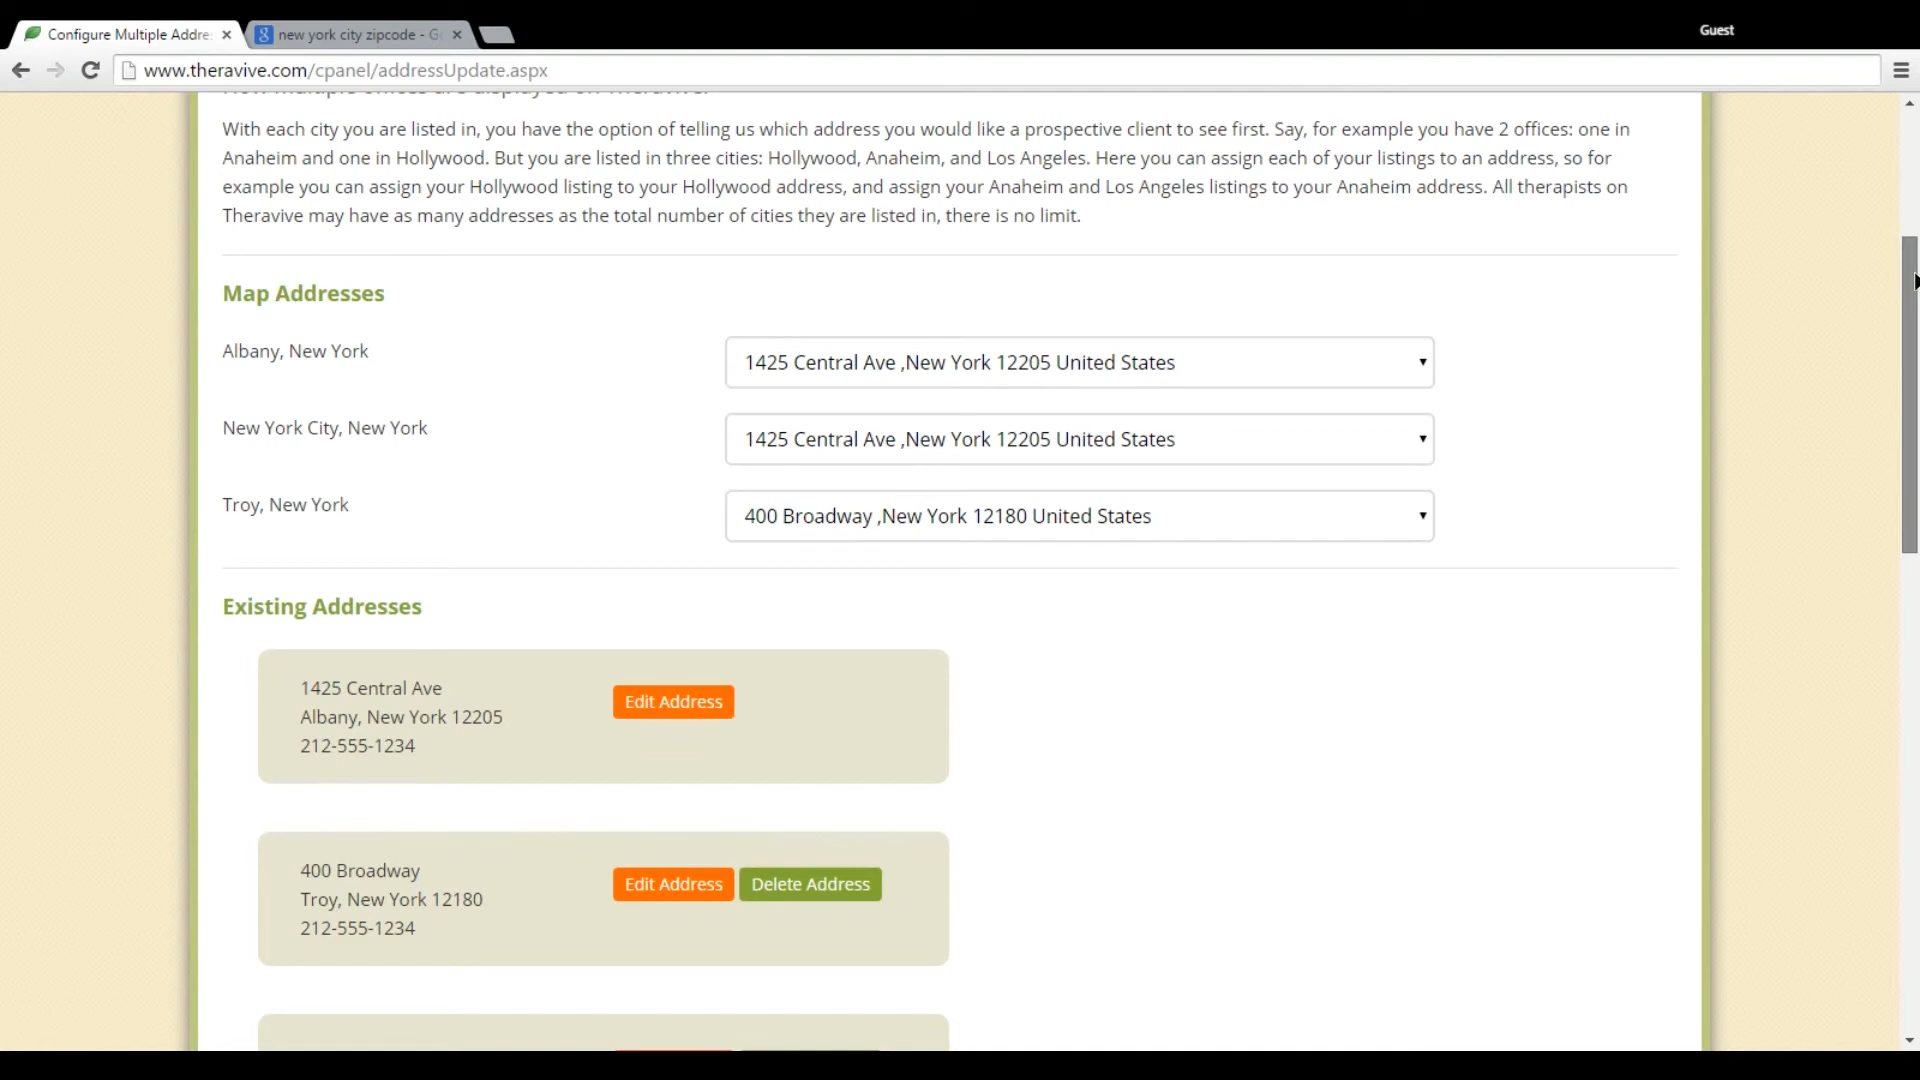 Configure Multiple Addre
new york city zipcode - G
Guest
www.theravive.com/cpanel/addressUpdate.aspx
How multiple offices are displayed on Theravive.
With each city you are listed in, you have the option of telling us which address you would like a prospective client to see first. Say, for example you have 2 offices: one in
Anaheim and one in Hollywood. But you are listed in three cities: Hollywood, Anaheim, and Los Angeles. Here you can assign each of your listings to an address, so for
example you can assign your Hollywood listing to your Hollywood address, and assign your Anaheim and Los Angeles listings to your Anaheim address. All therapists on
Theravive may have as many addresses as the total number of cities they are listed in, there is no limit.
Map Addresses
Albany, New York
1425 Central Ave ,New York 12205 United States
New York City, New York
1425 Central Ave ,New York 12205 United States
Troy, New York
400 Broadway ,New York 12180 United States
Existing Addresses
1425 Central Ave
Edit Address
Albany, New York 12205
212-555-1234
400 Broadway
Edit Address Delete Address
Troy, New York 12180
212-555-1234